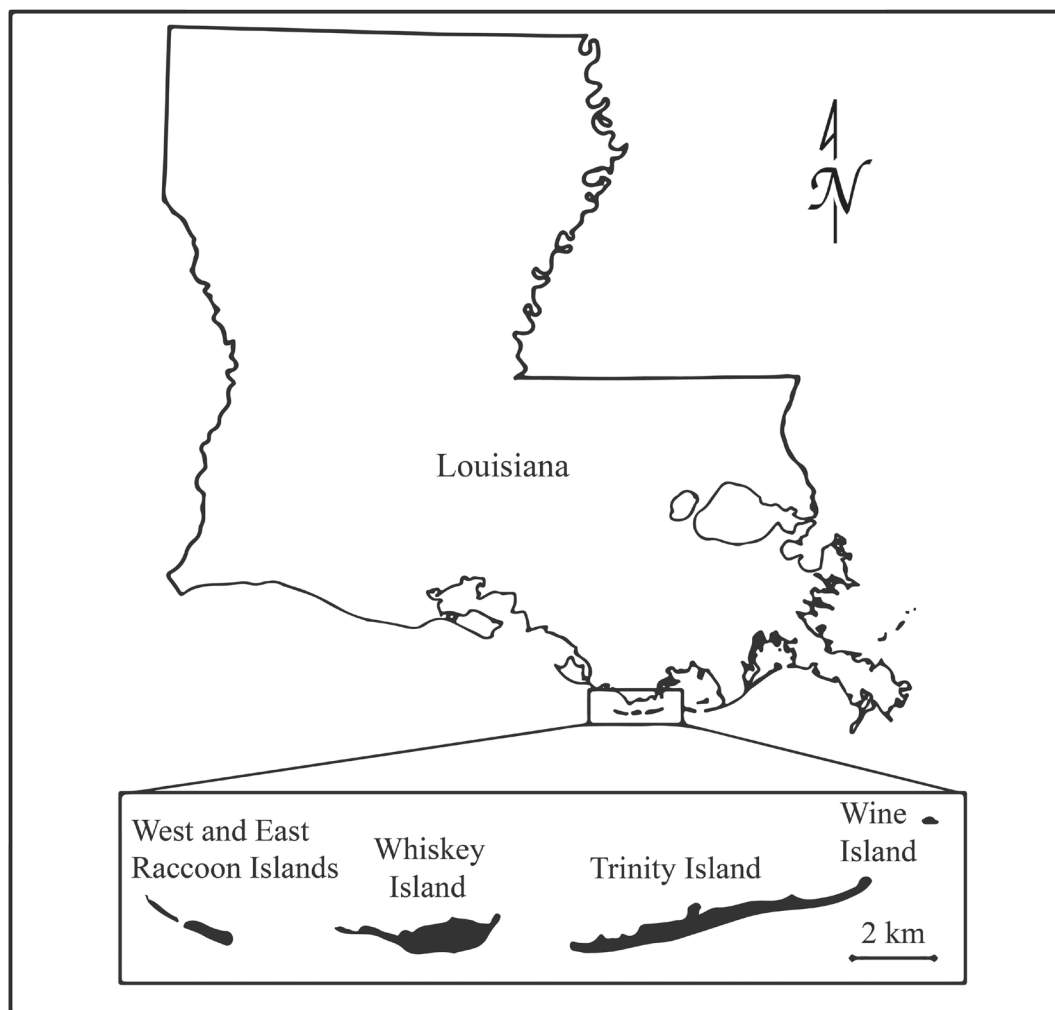 N
Louisiana
West and East
Raccoon Islands
Whiskey
Island
Trinity Island
Wine
Island
2 km